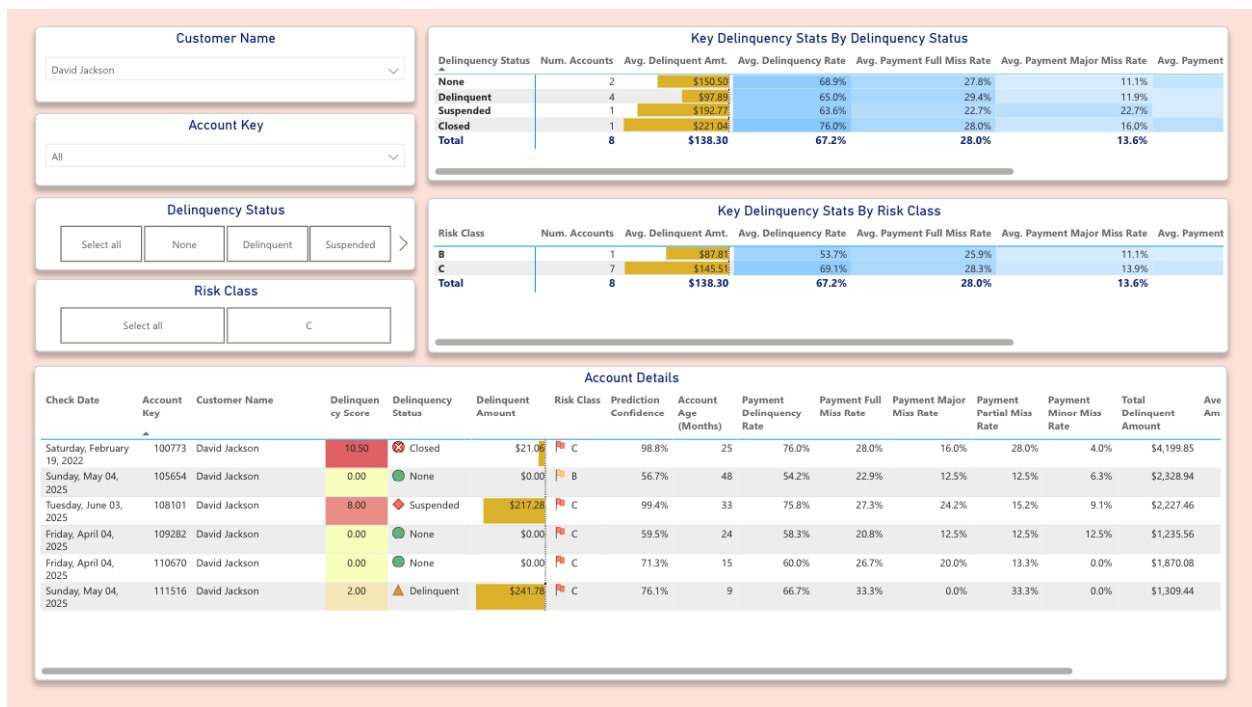 Customer Name
David Jackson
Account Key
All
Delinquency Status
Select all None Delinquent Suspended
Risk Class
Select all C
Key Delinquency Stats By Delinquency Status
Delinquency Status Num. Accounts Avg. Delinquent Amt. Avg. Delinquency Rate Avg. Payment Full Miss Rate Avg. Payment Major Miss Rate Avg. Payment
None 2 $150.50 68.9% 27.8% 11.1%
Delinquent 4 $97.89 65.0% 29.4% 11.9%
Suspended 1 $192.77 63.6% 22.7% 22.7%
Closed 1 $221.04 76.0% 28.0% 16.0%
Total 8 $138.30 67.2% 28.0% 13.6%
Key Delinquency Stats By Risk Class
Risk Class Num. Accounts Avg. Delinquent Amt. Avg. Delinquency Rate Avg. Payment Full Miss Rate Avg. Payment Major Miss Rate Avg. Payment
B 1 $87.81 53.7% 25.9% 11.1%
C 7 $145.51 69.1% 28.3% 13.9%
Total 8 $138.30 67.2% 28.0% 13.6%
Account Details
Check Date Account Customer Name Delinquen Delinquency Delinquent Risk Class Prediction Account Payment Payment Full Payment Major Payment Payment Total Ave
Key cy Score Status Amount Confidence Age Delinquency Miss Rate Miss Rate Partial Miss Minor Miss Delinquent Am
(Months) Rate Rate Rate Amount
Saturday, February 100773 David Jackson 10.50 Closed $21.06 C 98.8% 25 76.0% 28.0% 16.0% 28.0% 4.0% $4,199.85
19, 2022
Sunday, May 04, 105654 David Jackson 0.00 None $0.00 B 56.7% 48 54.2% 22.9% 12.5% 12.5% 6.3% $2,328.94
2025
Tuesday, June 03, 108101 David Jackson 8.00 Suspended $217.28 C 99.4% 33 75.8% 27.3% 24.2% 15.2% 9.1% $2,227.46
2025
Friday, April 04, 109282 David Jackson 0.00 None $0.00 C 59.5% 24 58.3% 20.8% 12.5% 12.5% 12.5% $1,235.56
2025
Friday, April 04, 110670 David Jackson 0.00 None $0.00 C 71.3% 15 60.0% 26.7% 20.0% 13.3% 0.0% $1,870.08
2025
Sunday, May 04, 111516 David Jackson 2.00 Delinquent $241.78 C 76.1% 9 66.7% 33.3% 0.0% 33.3% 0.0% $1,309.44
2025